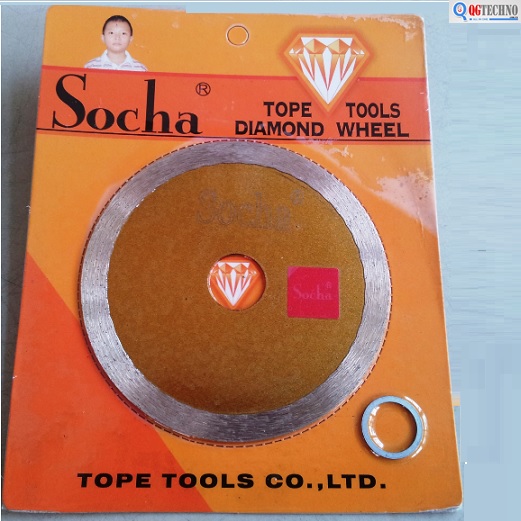 QGTECHNO
Socha®
TOPE TOOLS
DIAMOND WHEEL
Socha
Socha
TOPE TOOLS CO.,LTD.